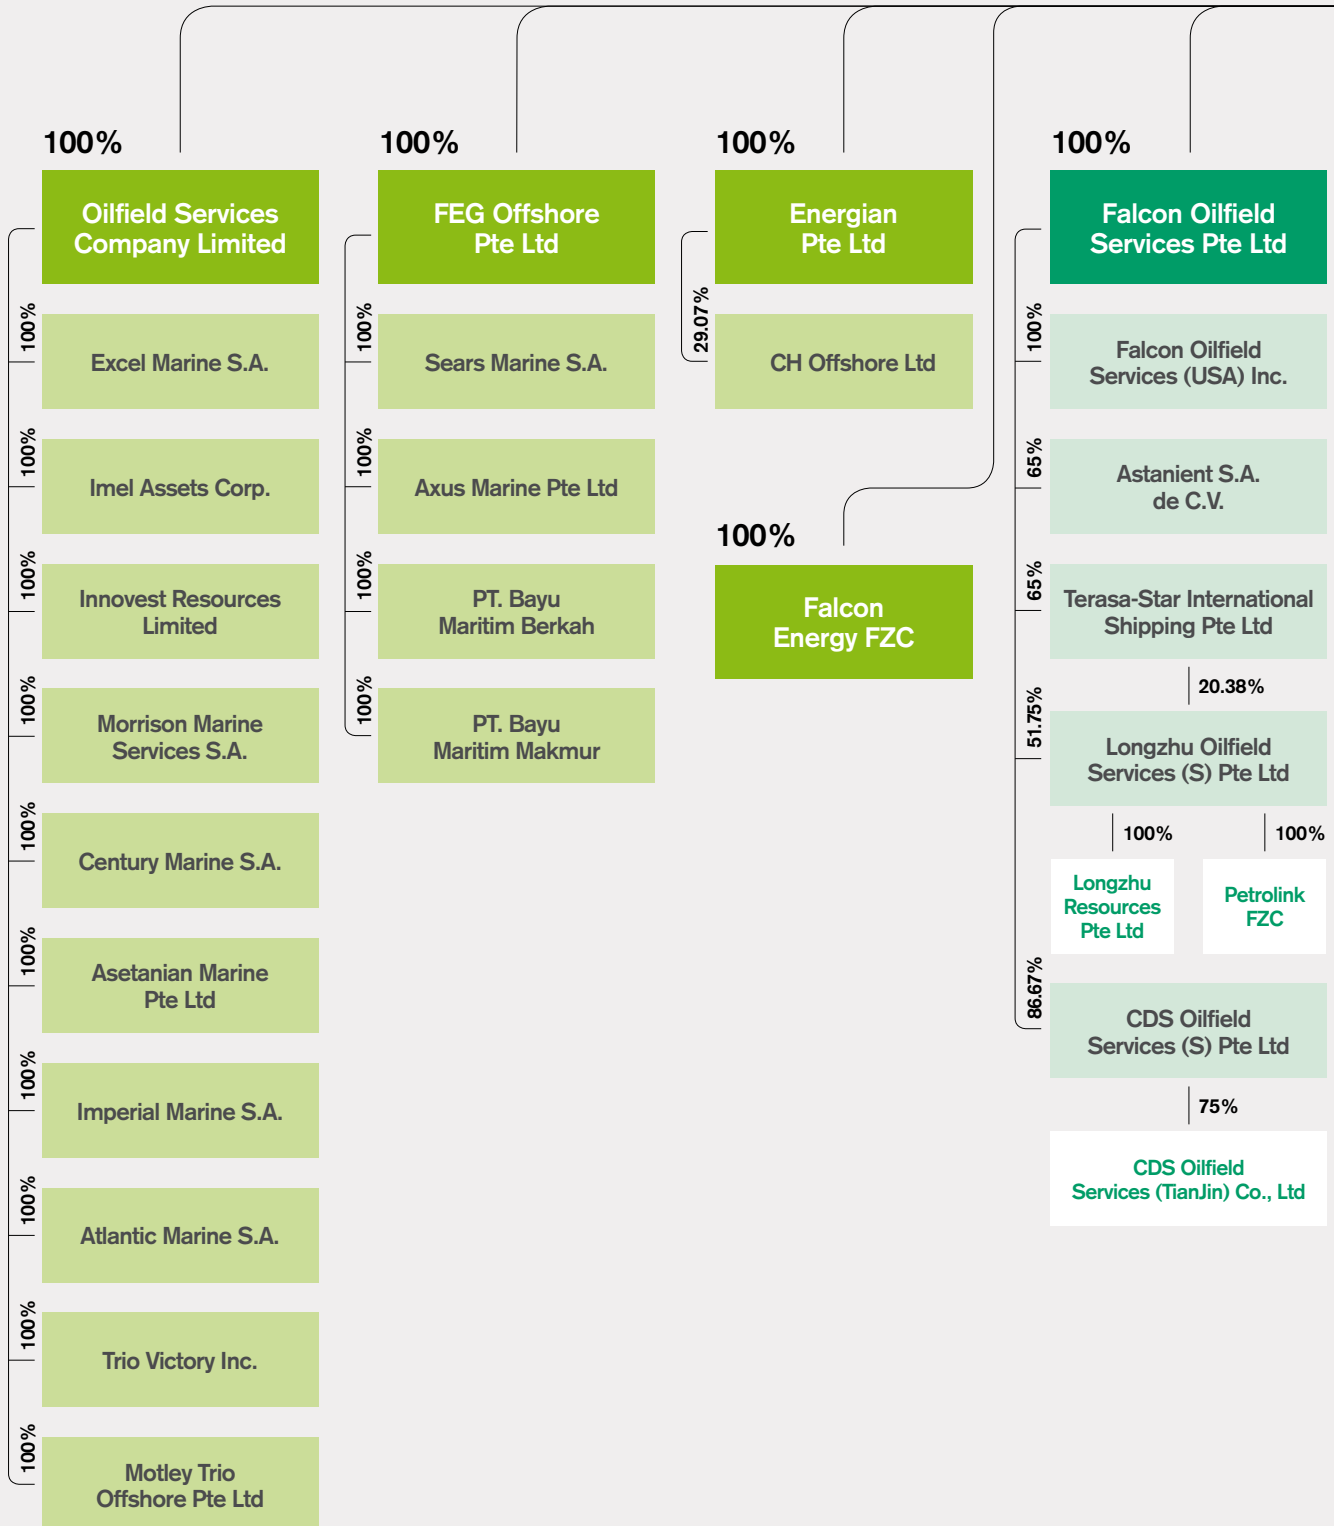 100%
Oilfield Services
Company Limited
100%
Excel Marine S.A.
100%
Imel Assets Corp.
100%
Innovest Resources
Limited
100%
Morrison Marine
Services S.A.
100%
Century Marine S.A.
100%
Asetanian Marine
Pte Ltd
100%
Imperial Marine S.A.
100%
Atlantic Marine S.A.
100%
Trio Victory Inc.
100%
Motley Trio
Offshore Pte Ltd
100%
FEG Offshore
Pte Ltd
100%
Sears Marine S.A.
100%
Axus Marine Pte Ltd
100%
PT. Bayu
Maritim Berkah
100%
PT. Bayu
Maritim Makmur
100%
Energian
Pte Ltd
29.07%
CH Offshore Ltd
100%
Falcon
Energy FZC
100%
Falcon Oilfield
Services Pte Ltd
100%
Falcon Oilfield
Services (USA) Inc.
65%
Astanient S.A.
de C.V.
65%
Terasa-Star International
Shipping Pte Ltd
20.38%
51.75%
Longzhu Oilfield
Services (S) Pte Ltd
100%
Longzhu
Resources
Pte Ltd
100%
Petrolink
FZC
86.67%
CDS Oilfield
Services (S) Pte Ltd
75%
CDS Oilfield
Services (TianJin) Co., Ltd